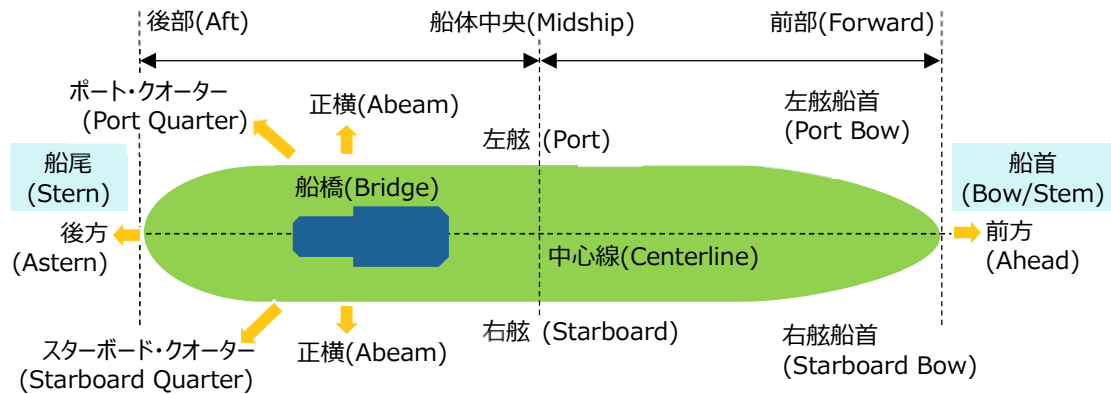 後部(Aft)
船体中央(Midship)
前部(Forward)
ポート・クオーター
(Port Quarter)
正横(Abeam)
左舷 (Port)
左舷船首
(Port Bow)
船尾
(Stern)
船橋(Bridge)
船首
(Bow/Stem)
後方
(Astern)
中心線(Centerline)
前方
(Ahead)
スターボード・クオーター
(Starboard Quarter)
正横(Abeam)
右舷 (Starboard)
右舷船首
(Starboard Bow)